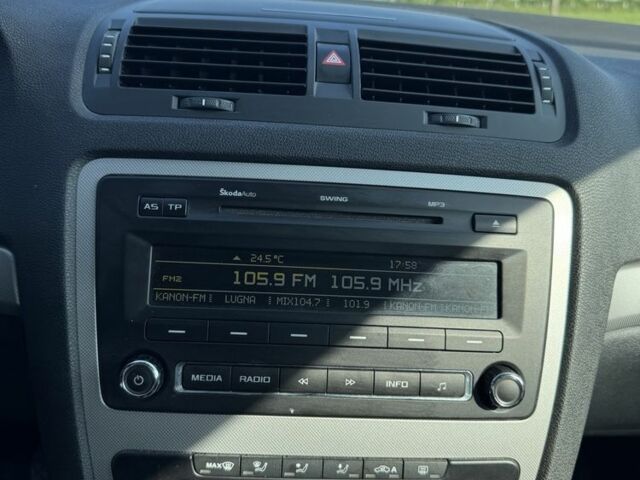 ŠkodaAuto SWING MP3
AS TP
24.5°C 17:58
FM2 105.9 FM 105.9 MHz
KANON-FM LUGNA MIX104.7 101.9 KANON-FM KANON-F
MEDIA RADIO INFO
MAX A